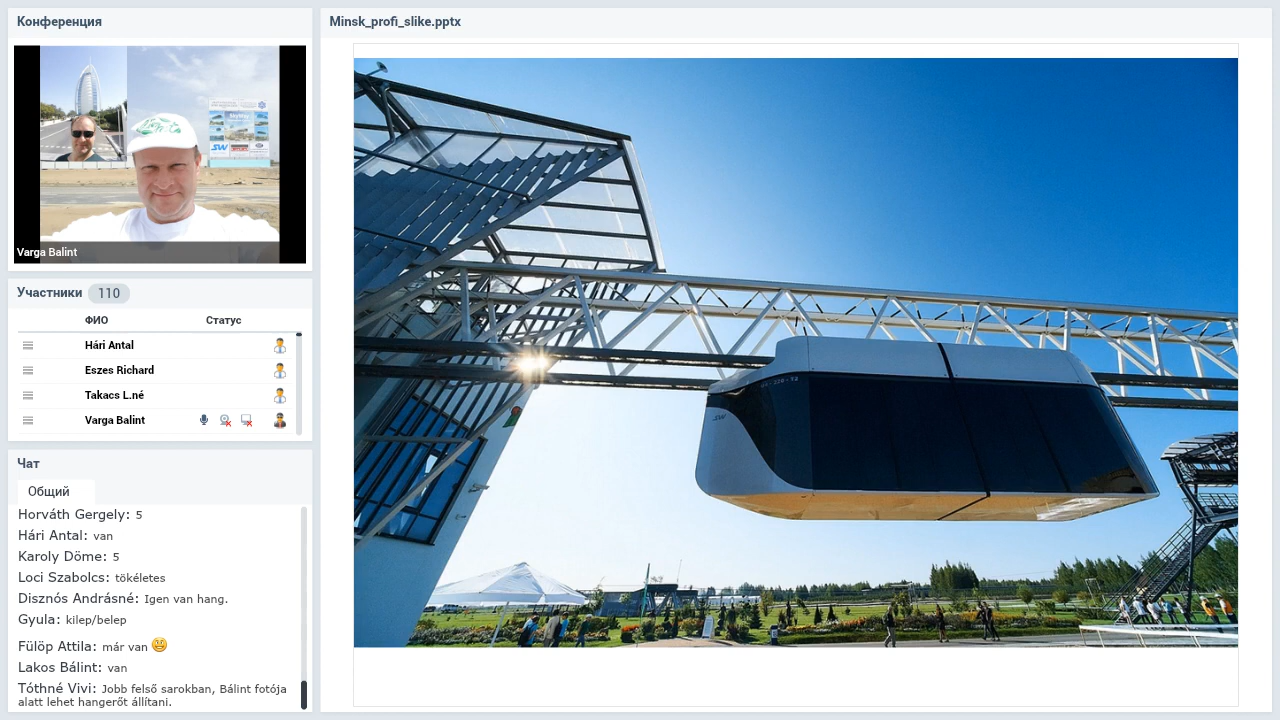 Конференция
Varga Balint
Участники 110
ФИО Статус
Hári Antal
Eszes Richard
Takacs L.né
Varga Balint
Чат
Общий
Horváth Gergely: 5
Hári Antal: van
Karoly Döme: 5
Loci Szabolcs: tökéletes
Disznós Andrásné: Igen van hang.
Gyula: kilep/belep
Fülöp Attila: már van
Lakos Bálint: van
Tóthné Vivi: Jobb felső sarokban, Bálint fotója
alatt lehet hangerőt állítani.
Minsk_profi_slike.pptx
SW
SkyWay
SW